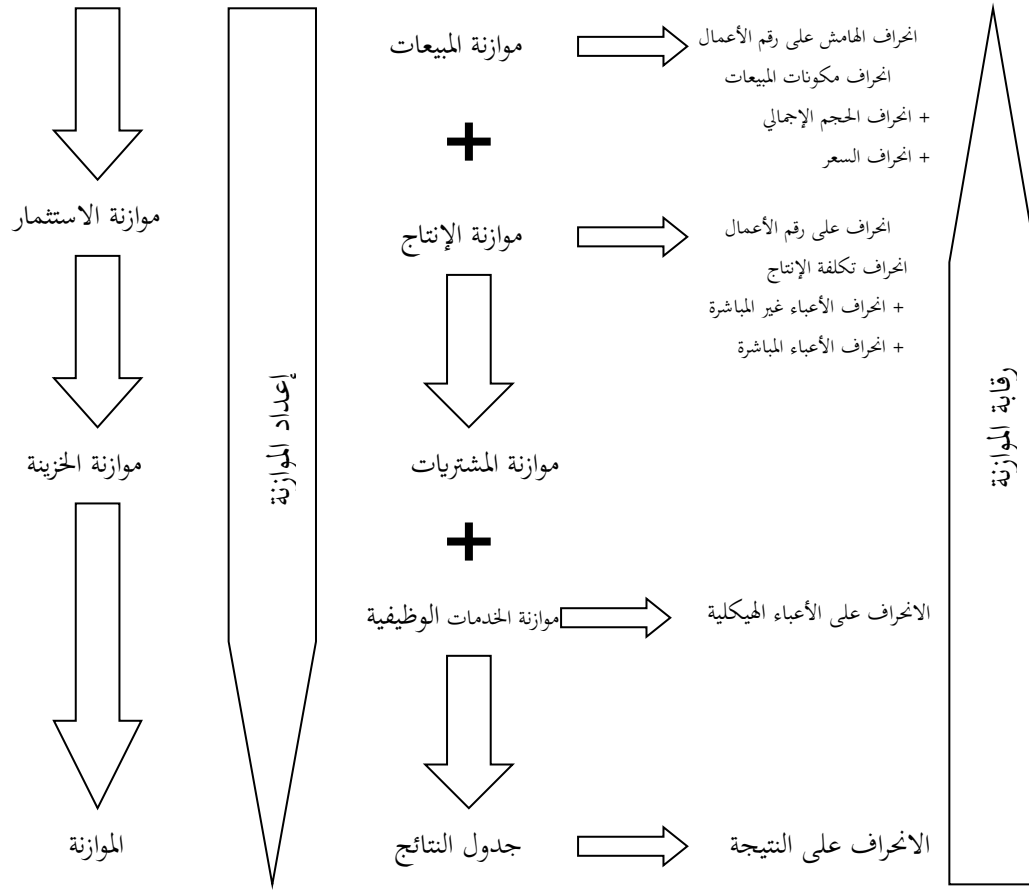 موازنة المبيعات
انحراف الهامش على رقم الأعمال
انحراف مكونات المبيعات
+ انحراف الحجم الإجمالي
+ انحراف السعر
موازنة الإنتاج
انحراف على رقم الأعمال
انحراف تكلفة الإنتاج
+ انحراف الأعباء غير المباشرة
+ انحراف الأعباء المباشرة
موازنة الاستثمار
رقابة الموازنة
إعداد الموازنة
موازنة المشتريات
موازنة الخزينة
الانحراف على الأعباء الهيكلية
موازنة الخدمات الوظيفية
الانحراف على النتيجة
جدول النتائج
الموازنة